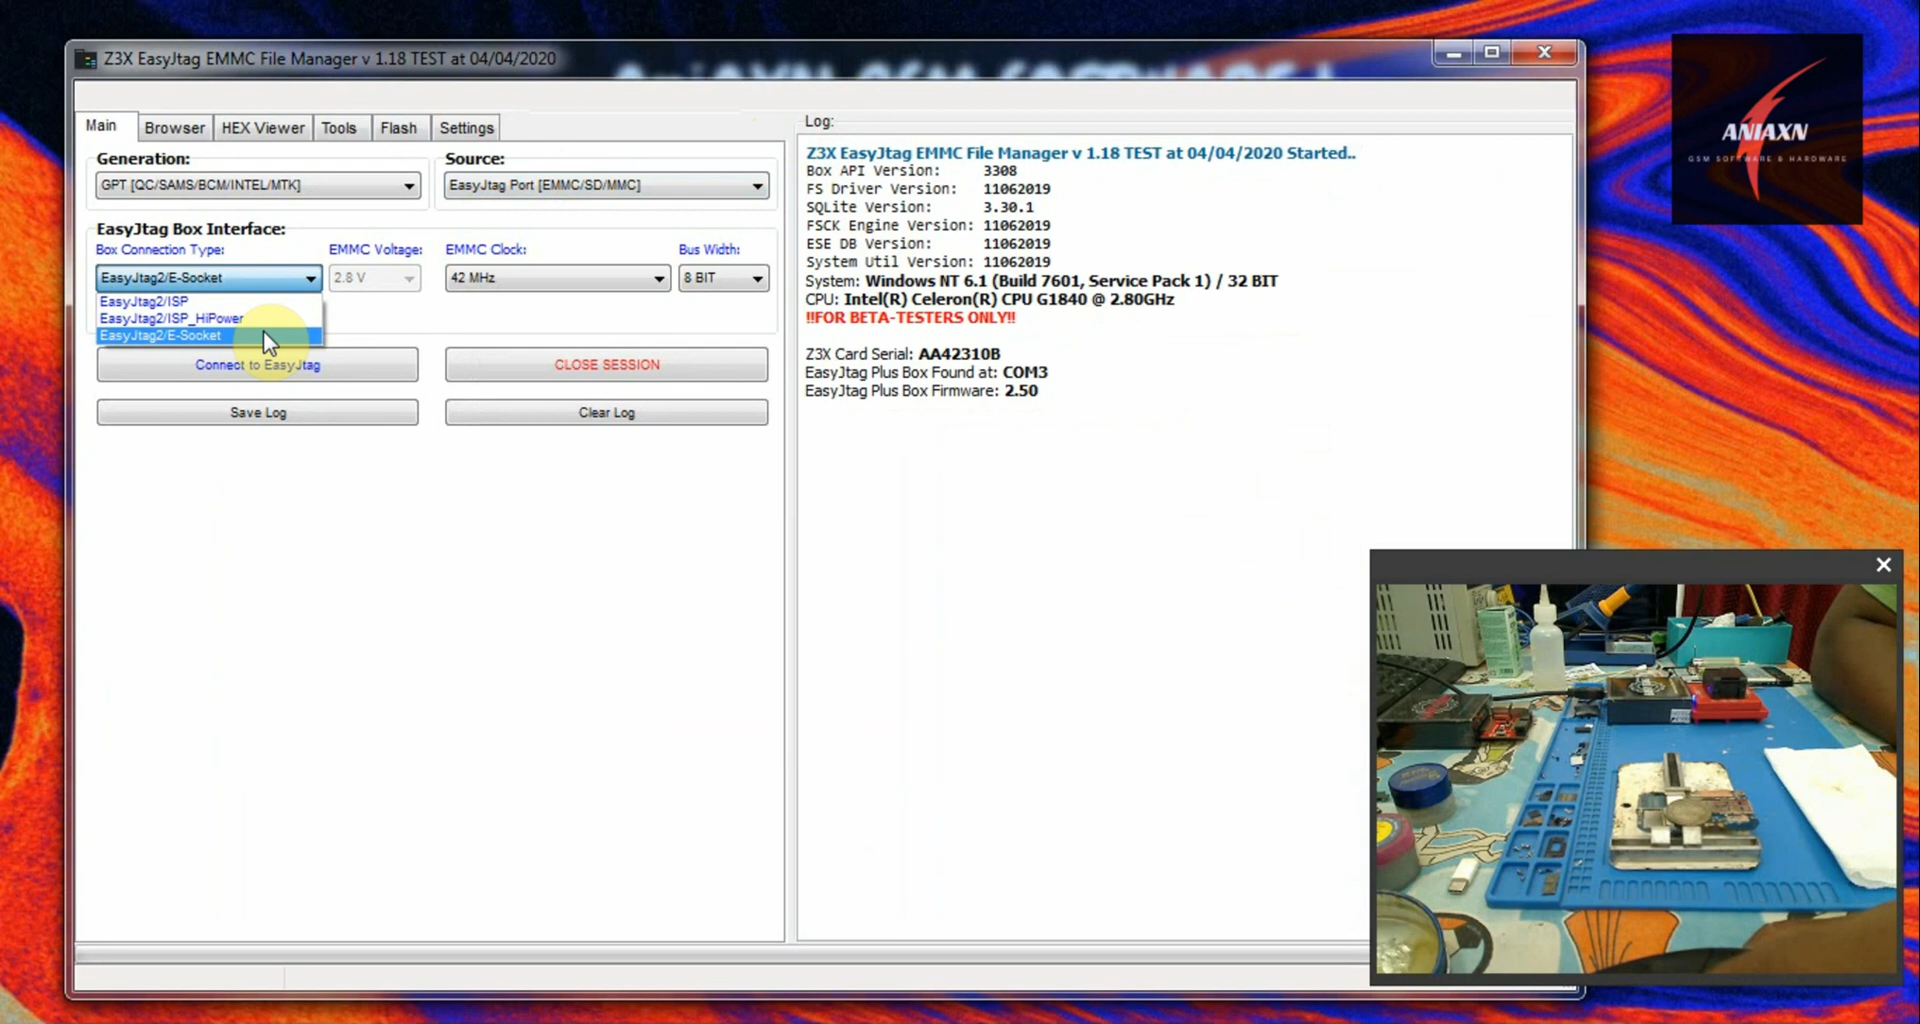 Z3X EasyJtag EMMC File Manager v 1.18 TEST at 04/04/2020
Main
Browser
HEX Viewer
Tools
Flash
Settings
Generation:
GPT [QC/SAMS/BCM/INTEL/MTK]
Source:
EasyJtag Port [EMMC/SD/MMC]
EasyJtag Box Interface:
Box Connection Type:
EMMC Voltage:
EMMC Clock:
Bus Width:
EasyJtag2/E-Socket
2.8 V
42 MHz
8 BIT
EasyJtag2/ISP
EasyJtag2/ISP_HiPower
EasyJtag2/E-Socket
Connect to EasyJtag
CLOSE SESSION
Save Log
Clear Log
Log:
Z3X EasyJtag EMMC File Manager v 1.18 TEST at 04/04/2020 Started..
Box API Version: 3308
FS Driver Version: 11062019
SQLite Version: 3.30.1
FSCK Engine Version: 11062019
ESE DB Version: 11062019
System Util Version: 11062019
System: Windows NT 6.1 (Build 7601, Service Pack 1) / 32 BIT
CPU: Intel(R) Celeron(R) CPU G1840 @ 2.80GHz
!!FOR BETA-TESTERS ONLY!!
Z3X Card Serial: AA42310B
EasyJtag Plus Box Found at: COM3
EasyJtag Plus Box Firmware: 2.50
ANIAXN
GSM SOFTWARE & HARDWARE